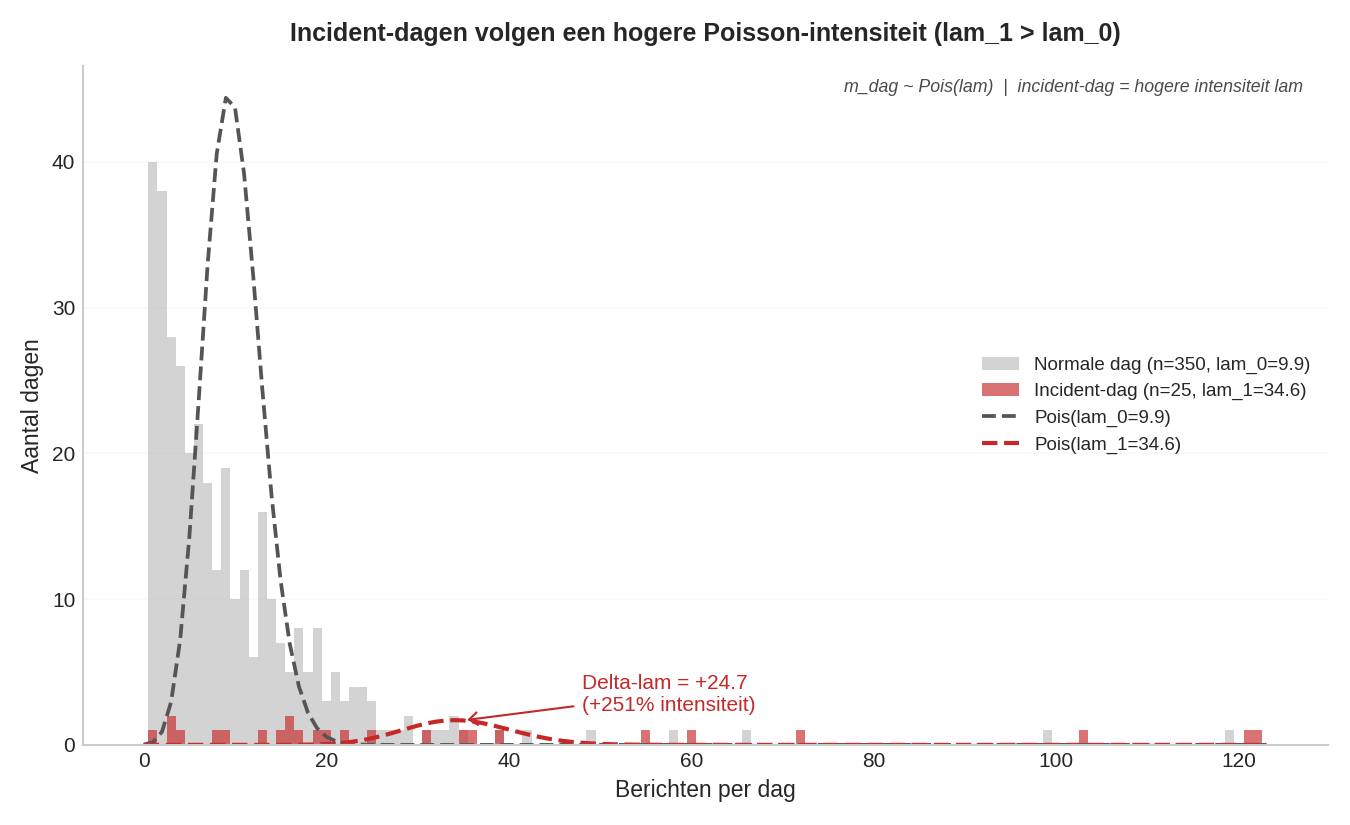 Incident-dagen volgen een hogere Poisson-intensiteit (lam_1 > lam_0)
m_dag ~ Pois(lam) | incident-dag = hogere intensiteit lam
Aantal dagen
40
30
20
10
0
Normale dag (n=350, lam_0=9.9)
Incident-dag (n=25, lam_1=34.6)
Pois(lam_0=9.9)
Pois(lam_1=34.6)
Delta-lam = +24.7
(+251% intensiteit)
0 20 40 60 80 100 120
Berichten per dag